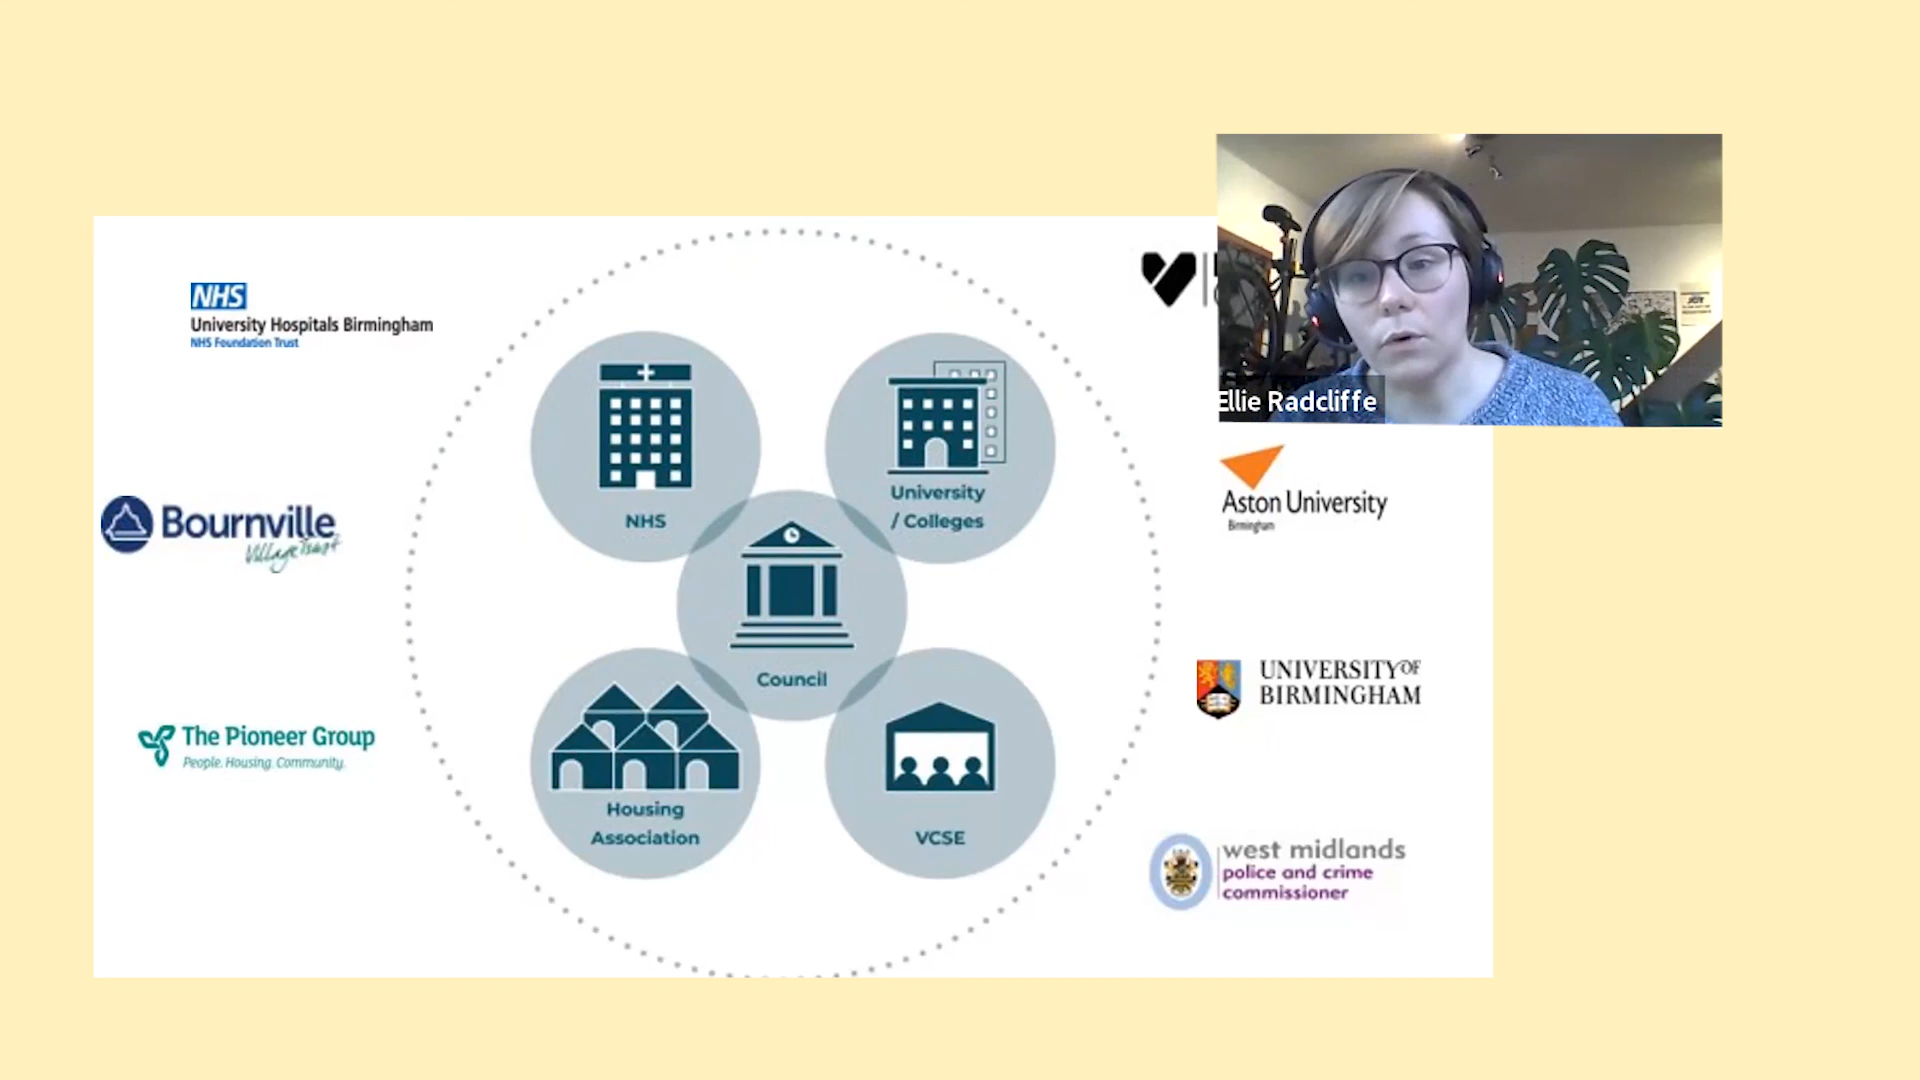 NHS
University Hospitals Birmingham
NHS Foundation Trust
Bournville
Village Trust
The Pioneer Group
People. Housing. Community.
NHS
University
/ Colleges
Council
Housing
Association
VCSE
Ellie Radcliffe
Aston University
Birmingham
UNIVERSITY OF
BIRMINGHAM
west midlands
police and crime
commissioner